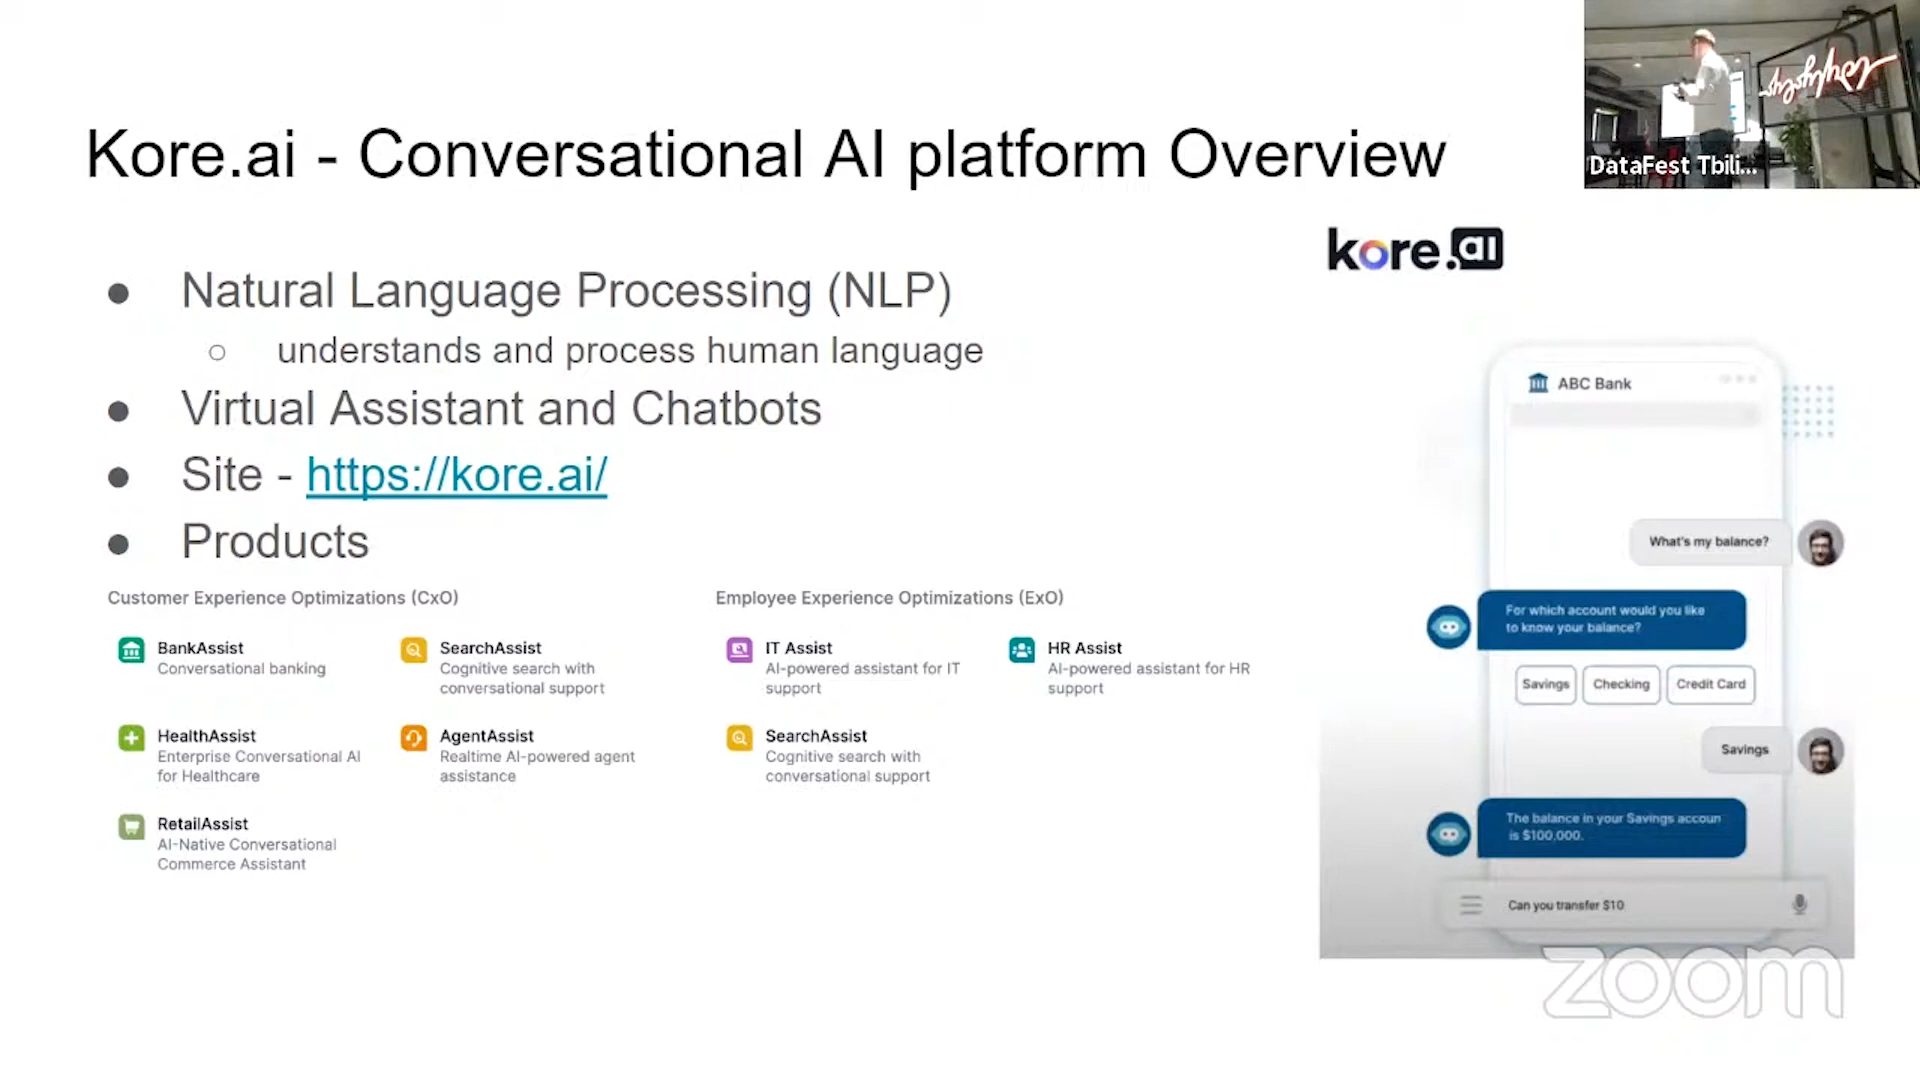 Kore.ai - Conversational AI platform Overview
DataFest Tbili...
kore.ai
● Natural Language Processing (NLP)
○ understands and process human language
● Virtual Assistant and Chatbots
● Site - https://kore.ai/
● Products
Customer Experience Optimizations (CxO)
BankAssist
Conversational banking
SearchAssist
Cognitive search with
conversational support
HealthAssist
Enterprise Conversational AI
for Healthcare
AgentAssist
Realtime AI-powered agent
assistance
RetailAssist
AI-Native Conversational
Commerce Assistant
Employee Experience Optimizations (ExO)
IT Assist
AI-powered assistant for IT
support
HR Assist
AI-powered assistant for HR
support
SearchAssist
Cognitive search with
conversational support
ABC Bank
What's my balance?
For which account would you like
to know your balance?
Savings
Checking
Credit Card
Savings
The balance in your Savings accoun
is $100,000.
Can you transfer $10
zoom